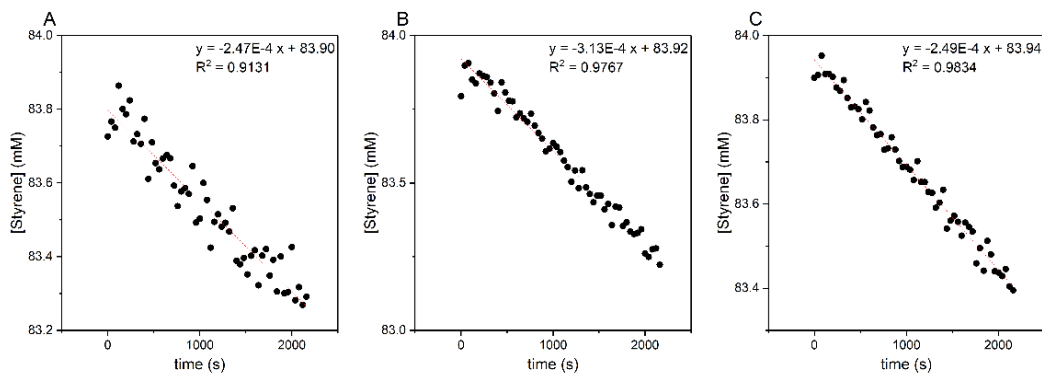 A
y = -2.47E-4 x + 83.90
R² = 0.9131
84.0
83.8
83.6
83.4
83.2
[Styrene] (mM)
0
1000
2000
time (s)
B
y = -3.13E-4 x + 83.92
R² = 0.9767
84.0
83.5
83.0
[Styrene] (mM)
0
1000
2000
time (s)
C
y = -2.49E-4 x + 83.94
R² = 0.9834
84.0
83.8
83.6
83.4
[Styrene] (mM)
0
1000
2000
time (s)